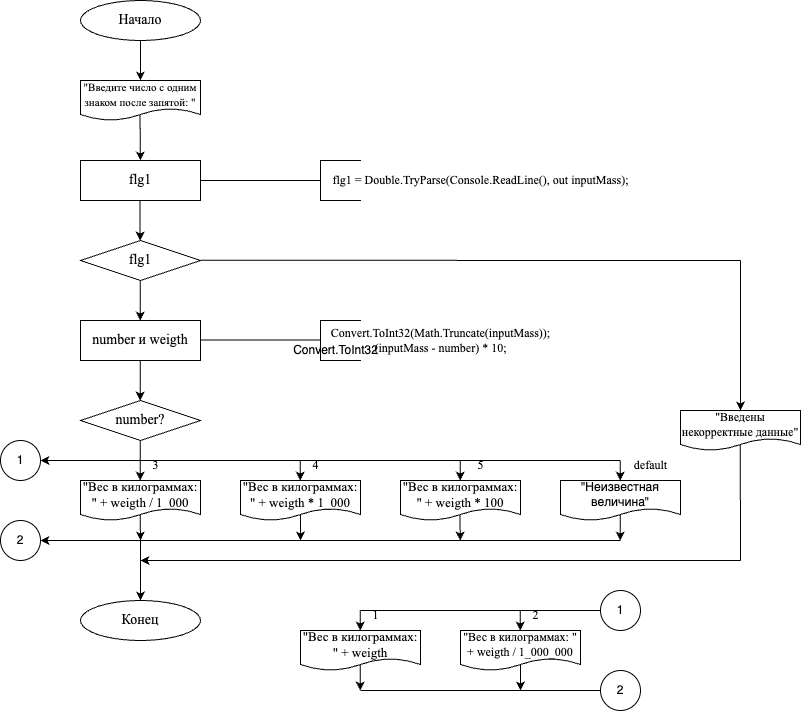 Начало
"Введите число с одним
знаком после запятой: "
flg1
flg1 = Double.TryParse(Console.ReadLine(), out inputMass);
flg1
number и weigth
Convert.ToInt32(Math.Truncate(inputMass));
Convert.ToInt32(inputMass - number) * 10;
number?
"Введены
некорректные данные"
1
3
4
5
default
"Вес в килограммах:
" + weigth / 1_000
"Вес в килограммах:
" + weigth * 1_000
"Вес в килограммах:
" + weigth * 100
"Неизвестная
величина"
2
Конец
1
2
1
"Вес в килограммах:
" + weigth
"Вес в килограммах: "
+ weigth / 1_000_000
2